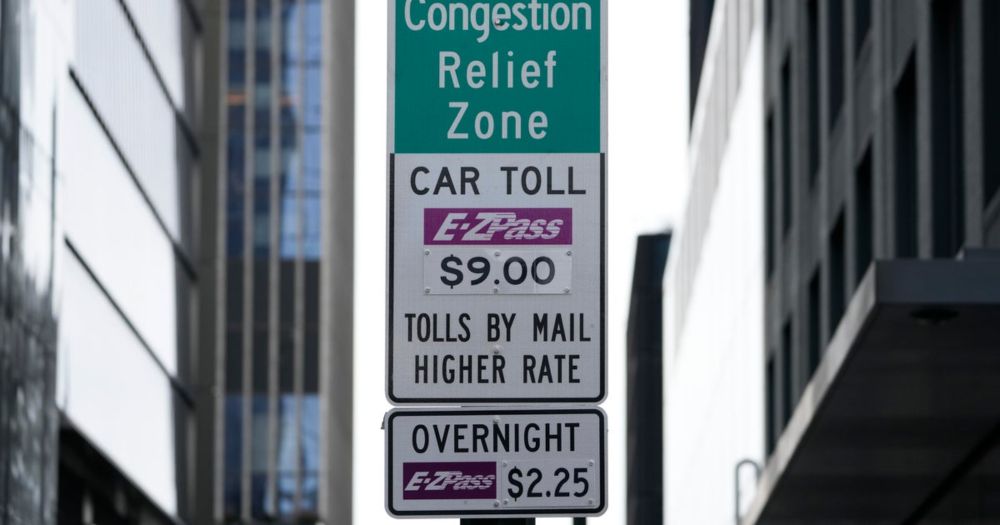 Congestion
Relief
Zone
CAR TOLL
E-ZPass
$9.00
TOLLS BY MAIL
HIGHER RATE
OVERNIGHT
E-ZPass $2.25